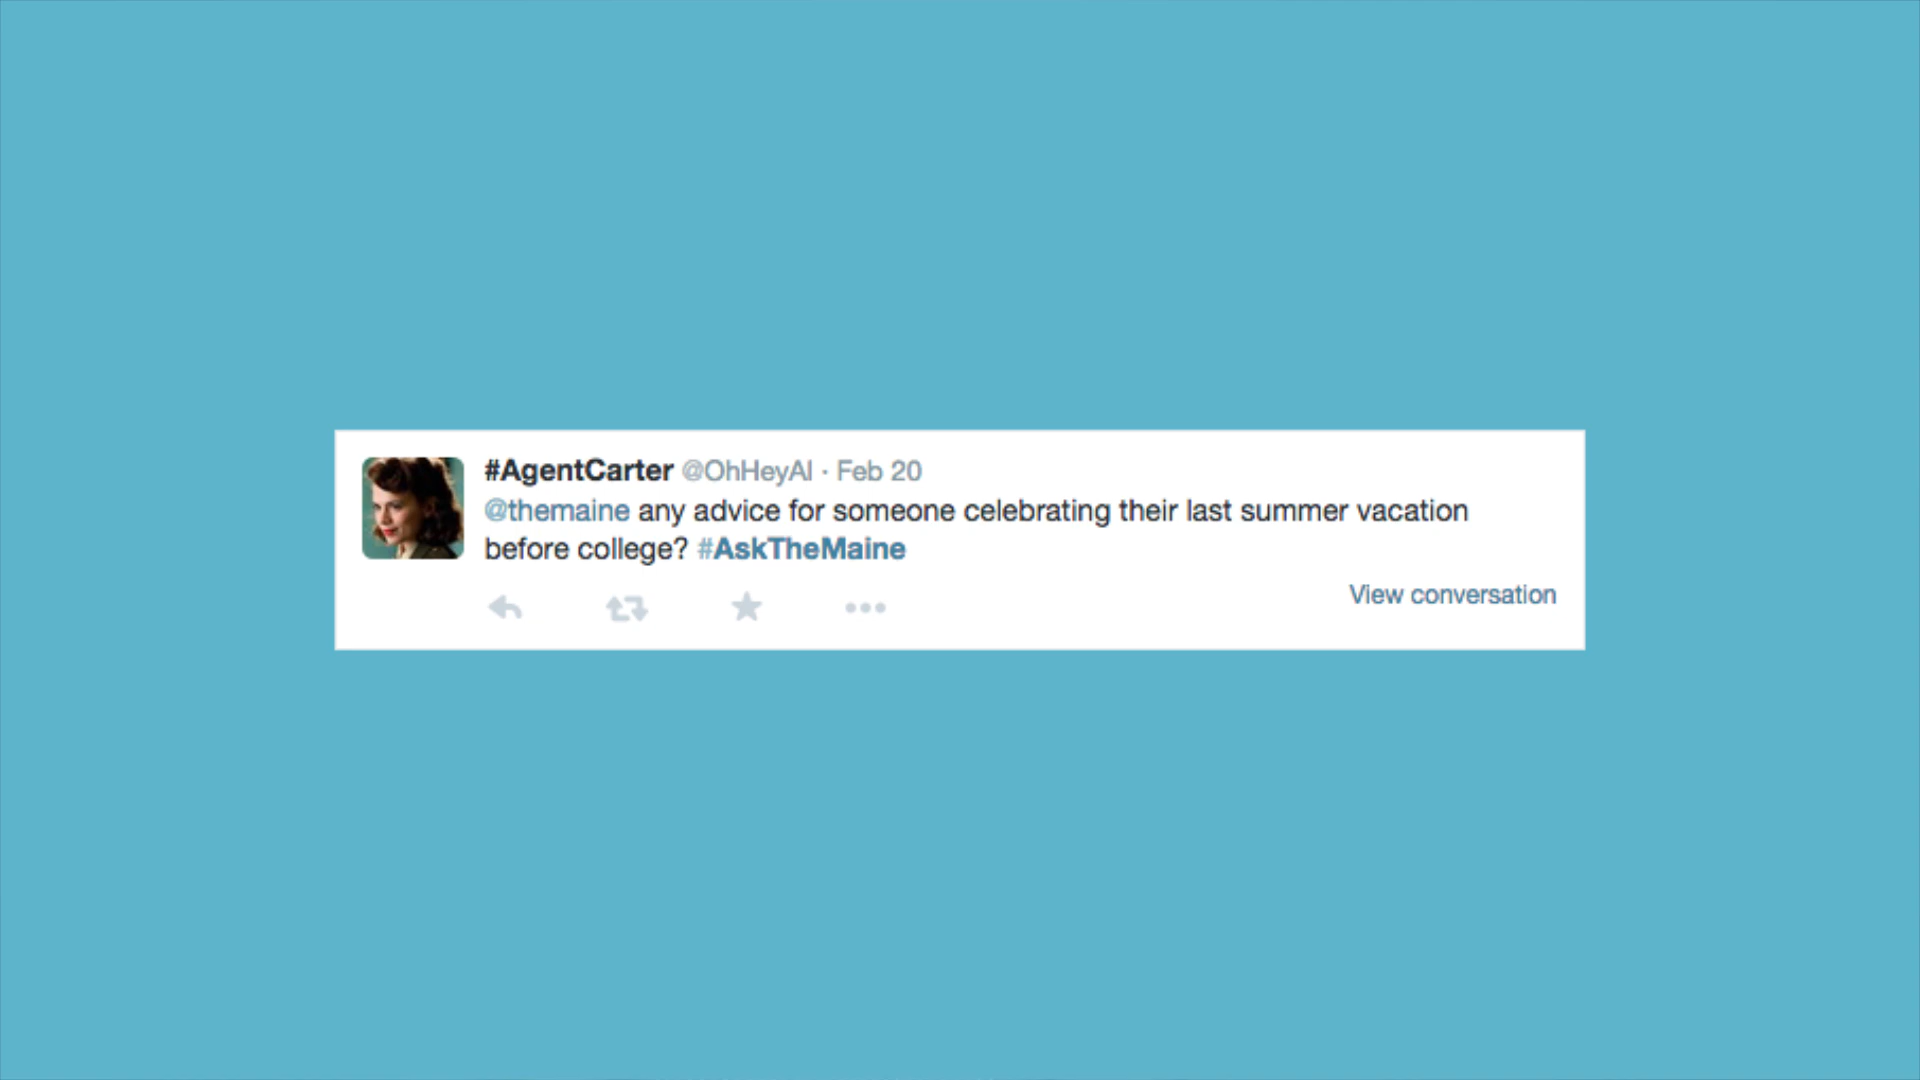 #AgentCarter @OhHeyAl · Feb 20
@themaine any advice for someone celebrating their last summer vacation
before college? #AskTheMaine
View conversation